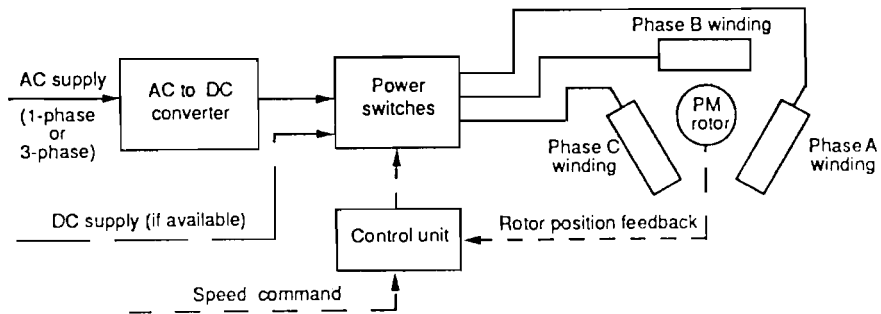 Phase B winding
AC supply
(1-phase
or
3-phase)
AC to DC
converter
Power
switches
PM
rotor
Phase C
winding
Phase A
winding
DC supply (if available)
Control unit
Rotor position feedback
Speed command